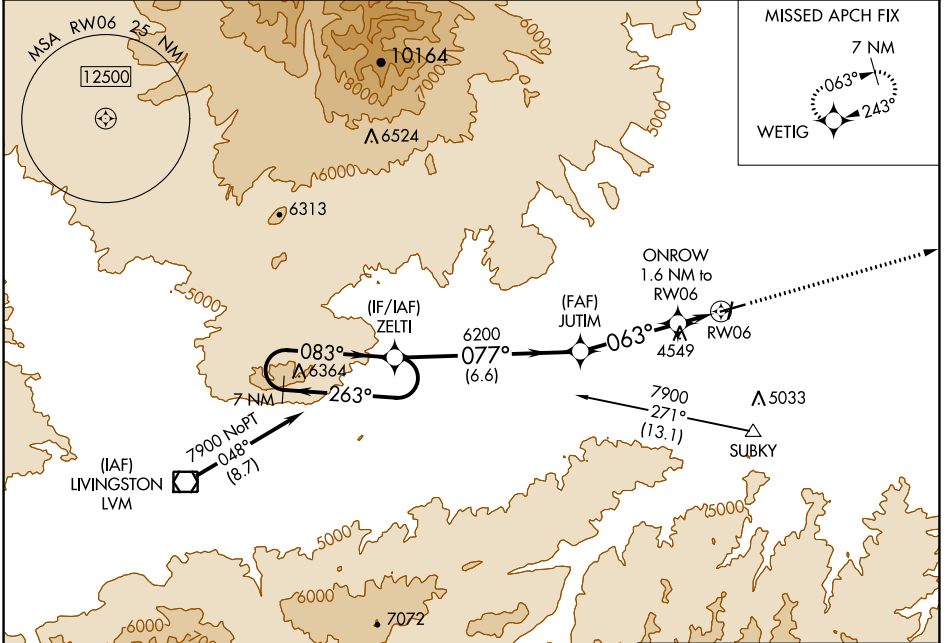 MSA RW06 25 NM
12500
10164
8000
6000
6524
5000
6000
6313
5000
MISSED APCH FIX
7 NM
063°
243°
WETIG
ONROW
1.6 NM to
RW06
(IF/IAF)
ZELTI
(FAF)
JUTIM
6200
077°
(6.6)
063°
RW06
4549
083°
6364
263°
7 NM
7900
271°
(13.1)
5033
SUBKY
7900 NoPT
048°
(8.7)
(IAF)
LIVINGSTON
LVM
5000
5000
6000
6000
7072